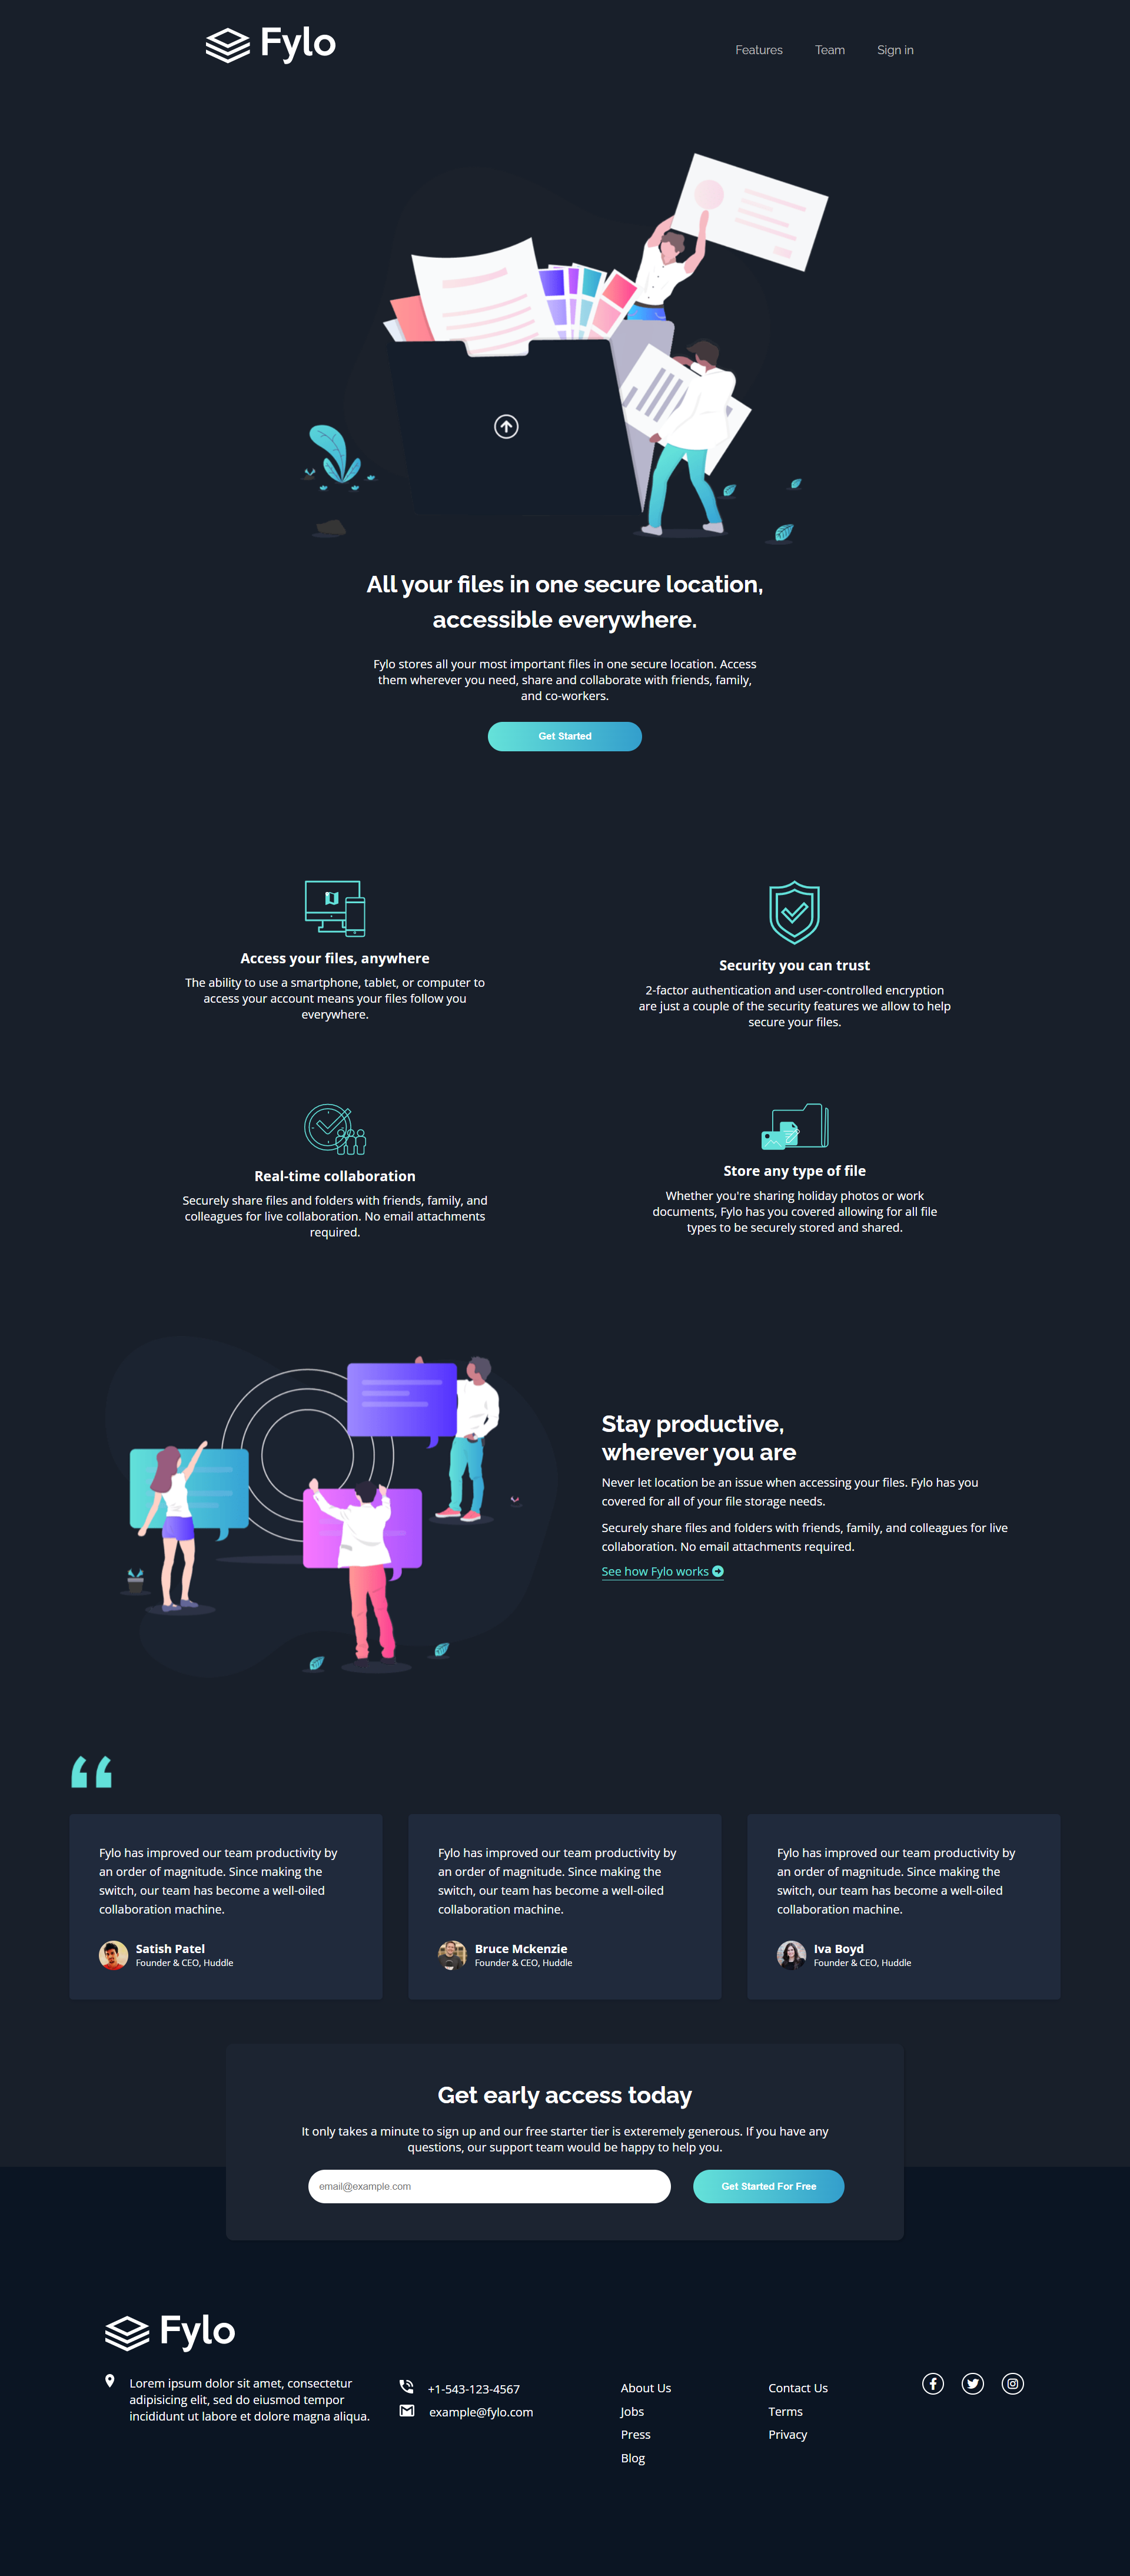 Fylo
Features Team Sign in
All your files in one secure location,
accessible everywhere.
Fylo stores all your most important files in one secure location. Access
them wherever you need, share and collaborate with friends, family,
and co-workers.
Get Started
Access your files, anywhere
The ability to use a smartphone, tablet, or computer to
access your account means your files follow you
everywhere.
Security you can trust
2-factor authentication and user-controlled encryption
are just a couple of the security features we allow to help
secure your files.
Real-time collaboration
Securely share files and folders with friends, family, and
colleagues for live collaboration. No email attachments
required.
Store any type of file
Whether you're sharing holiday photos or work
documents, Fylo has you covered allowing for all file
types to be securely stored and shared.
Stay productive,
wherever you are
Never let location be an issue when accessing your files. Fylo has you
covered for all of your file storage needs.
Securely share files and folders with friends, family, and colleagues for live
collaboration. No email attachments required.
See how Fylo works
Fylo has improved our team productivity by
an order of magnitude. Since making the
switch, our team has become a well-oiled
collaboration machine.
Satish Patel
Founder & CEO, Huddle
Fylo has improved our team productivity by
an order of magnitude. Since making the
switch, our team has become a well-oiled
collaboration machine.
Bruce Mckenzie
Founder & CEO, Huddle
Fylo has improved our team productivity by
an order of magnitude. Since making the
switch, our team has become a well-oiled
collaboration machine.
Iva Boyd
Founder & CEO, Huddle
Get early access today
It only takes a minute to sign up and our free starter tier is exteremely generous. If you have any
questions, our support team would be happy to help you.
email@example.com
Get Started For Free
Fylo
Lorem ipsum dolor sit amet, consectetur
adipisicing elit, sed do eiusmod tempor
incididunt ut labore et dolore magna aliqua.
+1-543-123-4567
example@fylo.com
About Us
Jobs
Press
Blog
Contact Us
Terms
Privacy